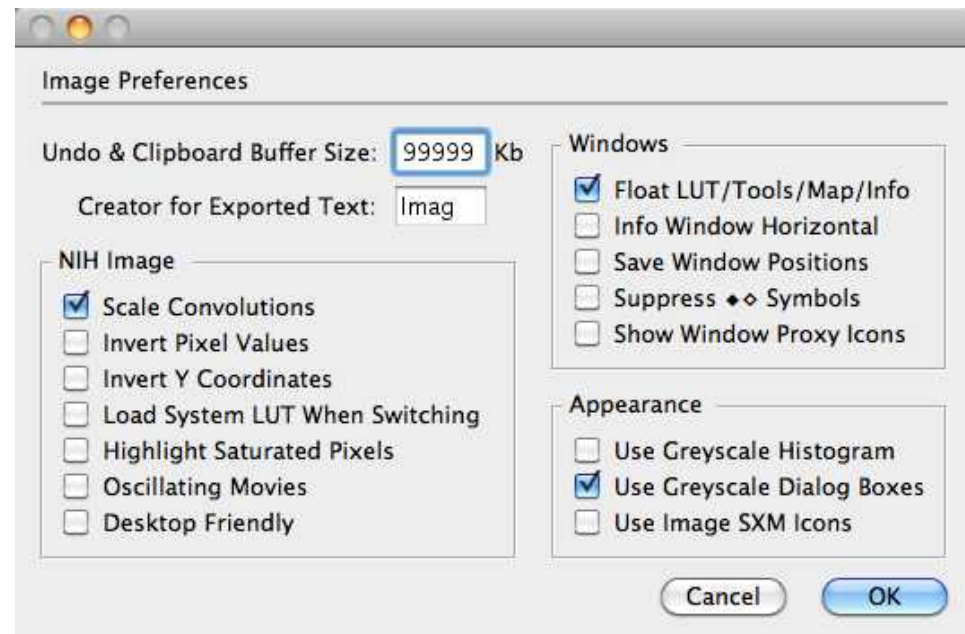 Image Preferences
Undo & Clipboard Buffer Size: 99999 Kb
Creator for Exported Text: Imag
NIH Image
Scale Convolutions
Invert Pixel Values
Invert Y Coordinates
Load System LUT When Switching
Highlight Saturated Pixels
Oscillating Movies
Desktop Friendly
Windows
Float LUT/Tools/Map/Info
Info Window Horizontal
Save Window Positions
Suppress ◆◇ Symbols
Show Window Proxy Icons
Appearance
Use Greyscale Histogram
Use Greyscale Dialog Boxes
Use Image SXM Icons
Cancel
OK